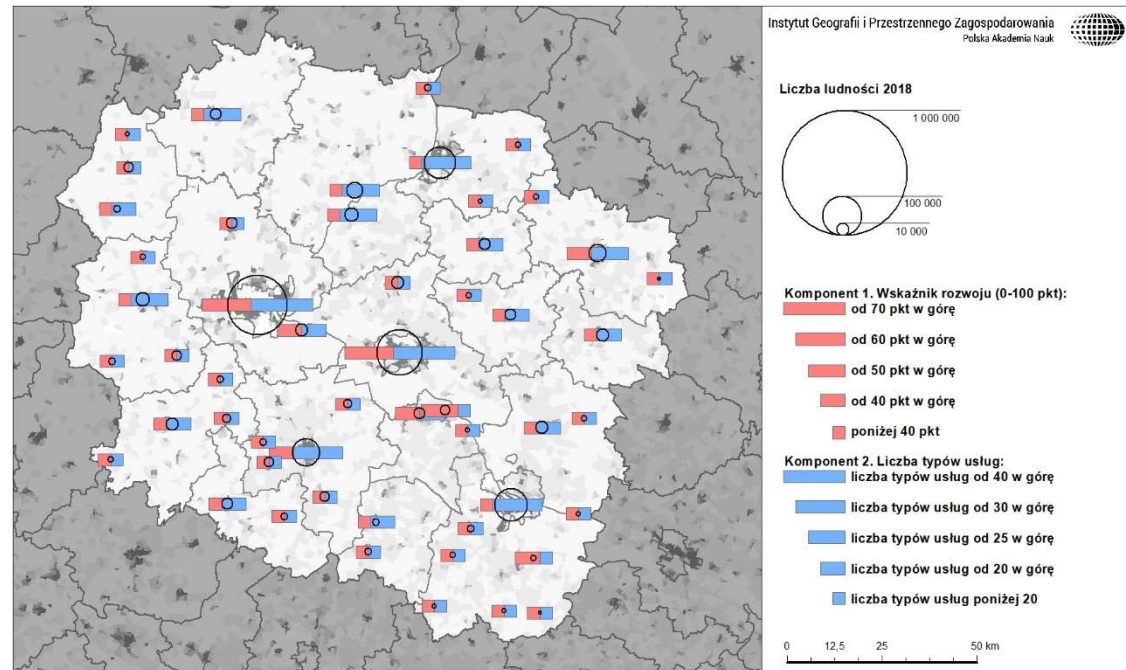 Instytut Geografii i Przestrzennego Zagospodarowania
Polska Akademia Nauk
Liczba ludności 2018
1 000 000
100 000
10 000
Komponent 1. Wskaźnik rozwoju (0-100 pkt):
od 70 pkt w górę
od 60 pkt w górę
od 50 pkt w górę
od 40 pkt w górę
poniżej 40 pkt
Komponent 2. Liczba typów usług:
liczba typów usług od 40 w górę
liczba typów usług od 30 w górę
liczba typów usług od 25 w górę
liczba typów usług od 20 w górę
liczba typów usług poniżej 20
0 12,5 25 50 km